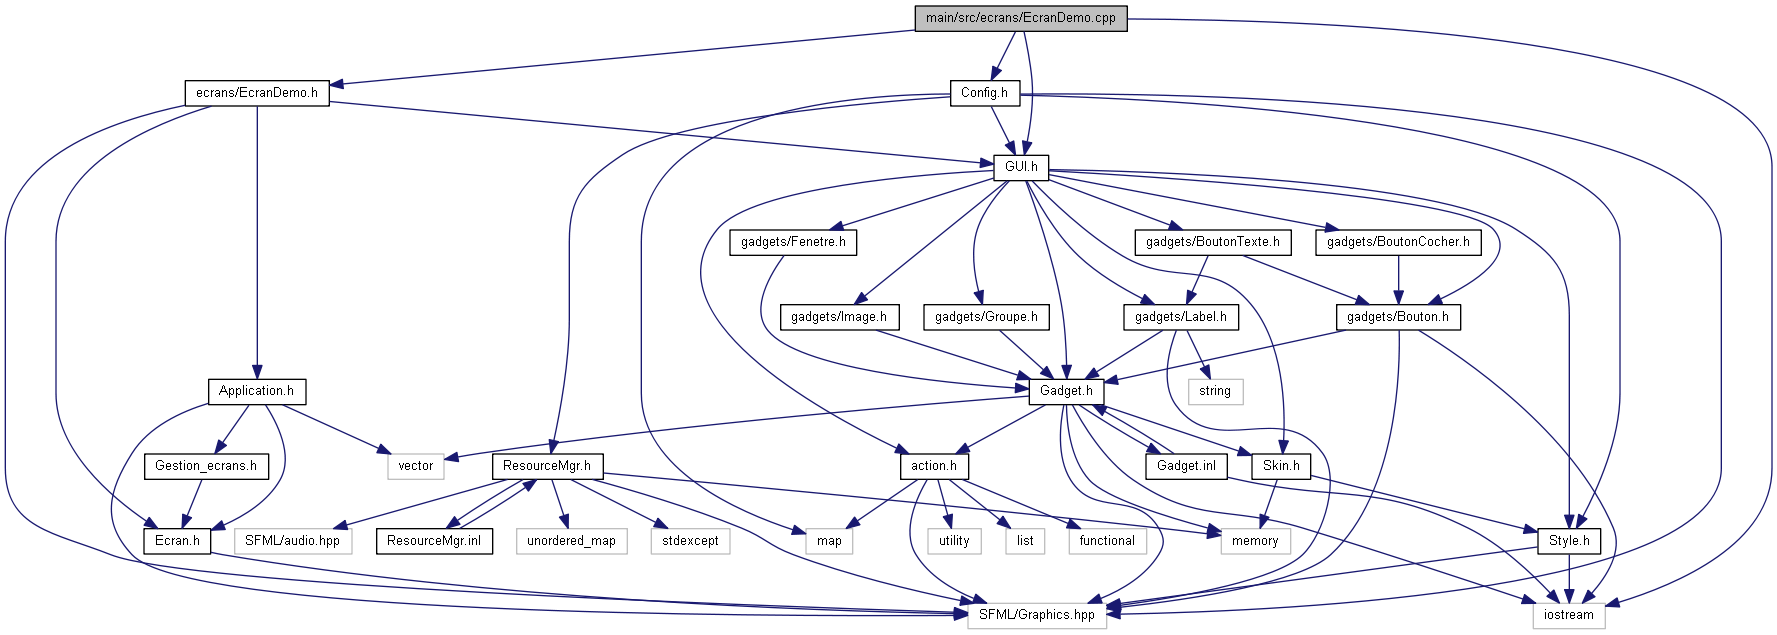 main/src/ecrans/EcranDemo.cpp
ecrans/EcranDemo.h
Config.h
GUI.h
gadgets/Fenetre.h
gadgets/BoutonTexte.h
gadgets/BoutonCocher.h
gadgets/Image.h
gadgets/Groupe.h
gadgets/Label.h
gadgets/Bouton.h
Application.h
Gadget.h
string
Gestion_ecrans.h
vector
ResourceMgr.h
action.h
Gadget.inl
Skin.h
Ecran.h
SFML/audio.hpp
ResourceMgr.inl
unordered_map
stdexcept
map
utility
list
functional
memory
Style.h
SFML/Graphics.hpp
iostream